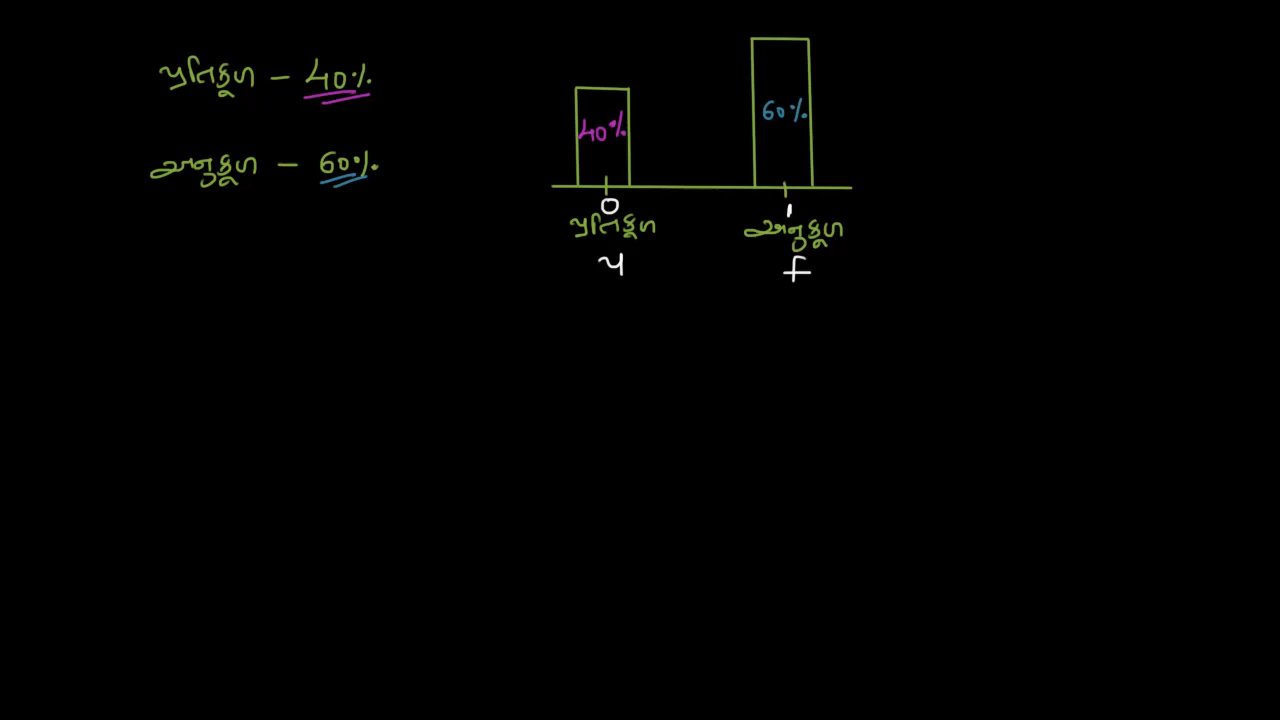 પ્રતિકૂળ – 40%
અનુકૂળ – 60%
40%
60%
0
1
પ્રતિકૂળ
અનુકૂળ
f